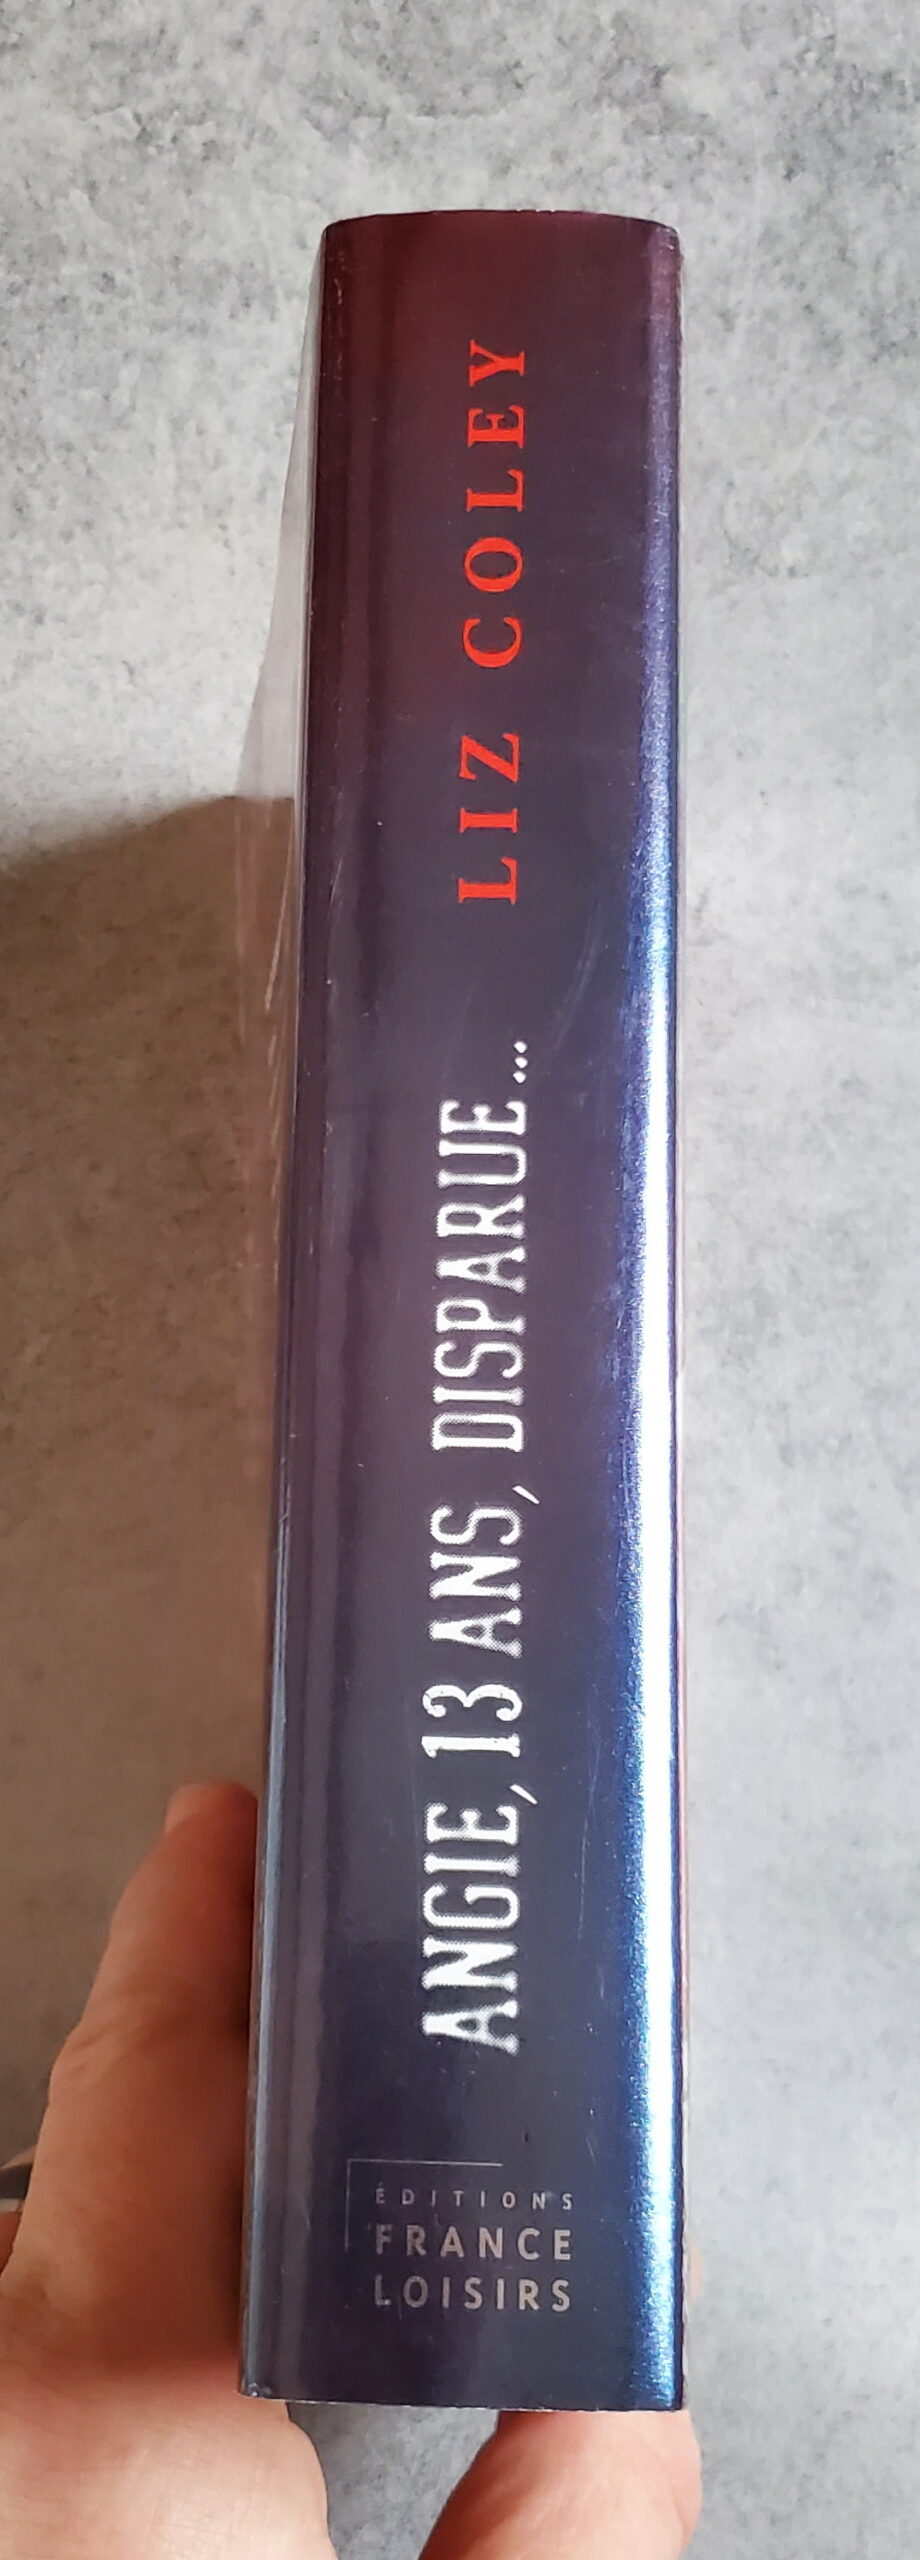 LIZ COLEY
ANGIE, 13 ANS, DISPARUE...
ÉDITIONS
FRANCE
LOISIRS